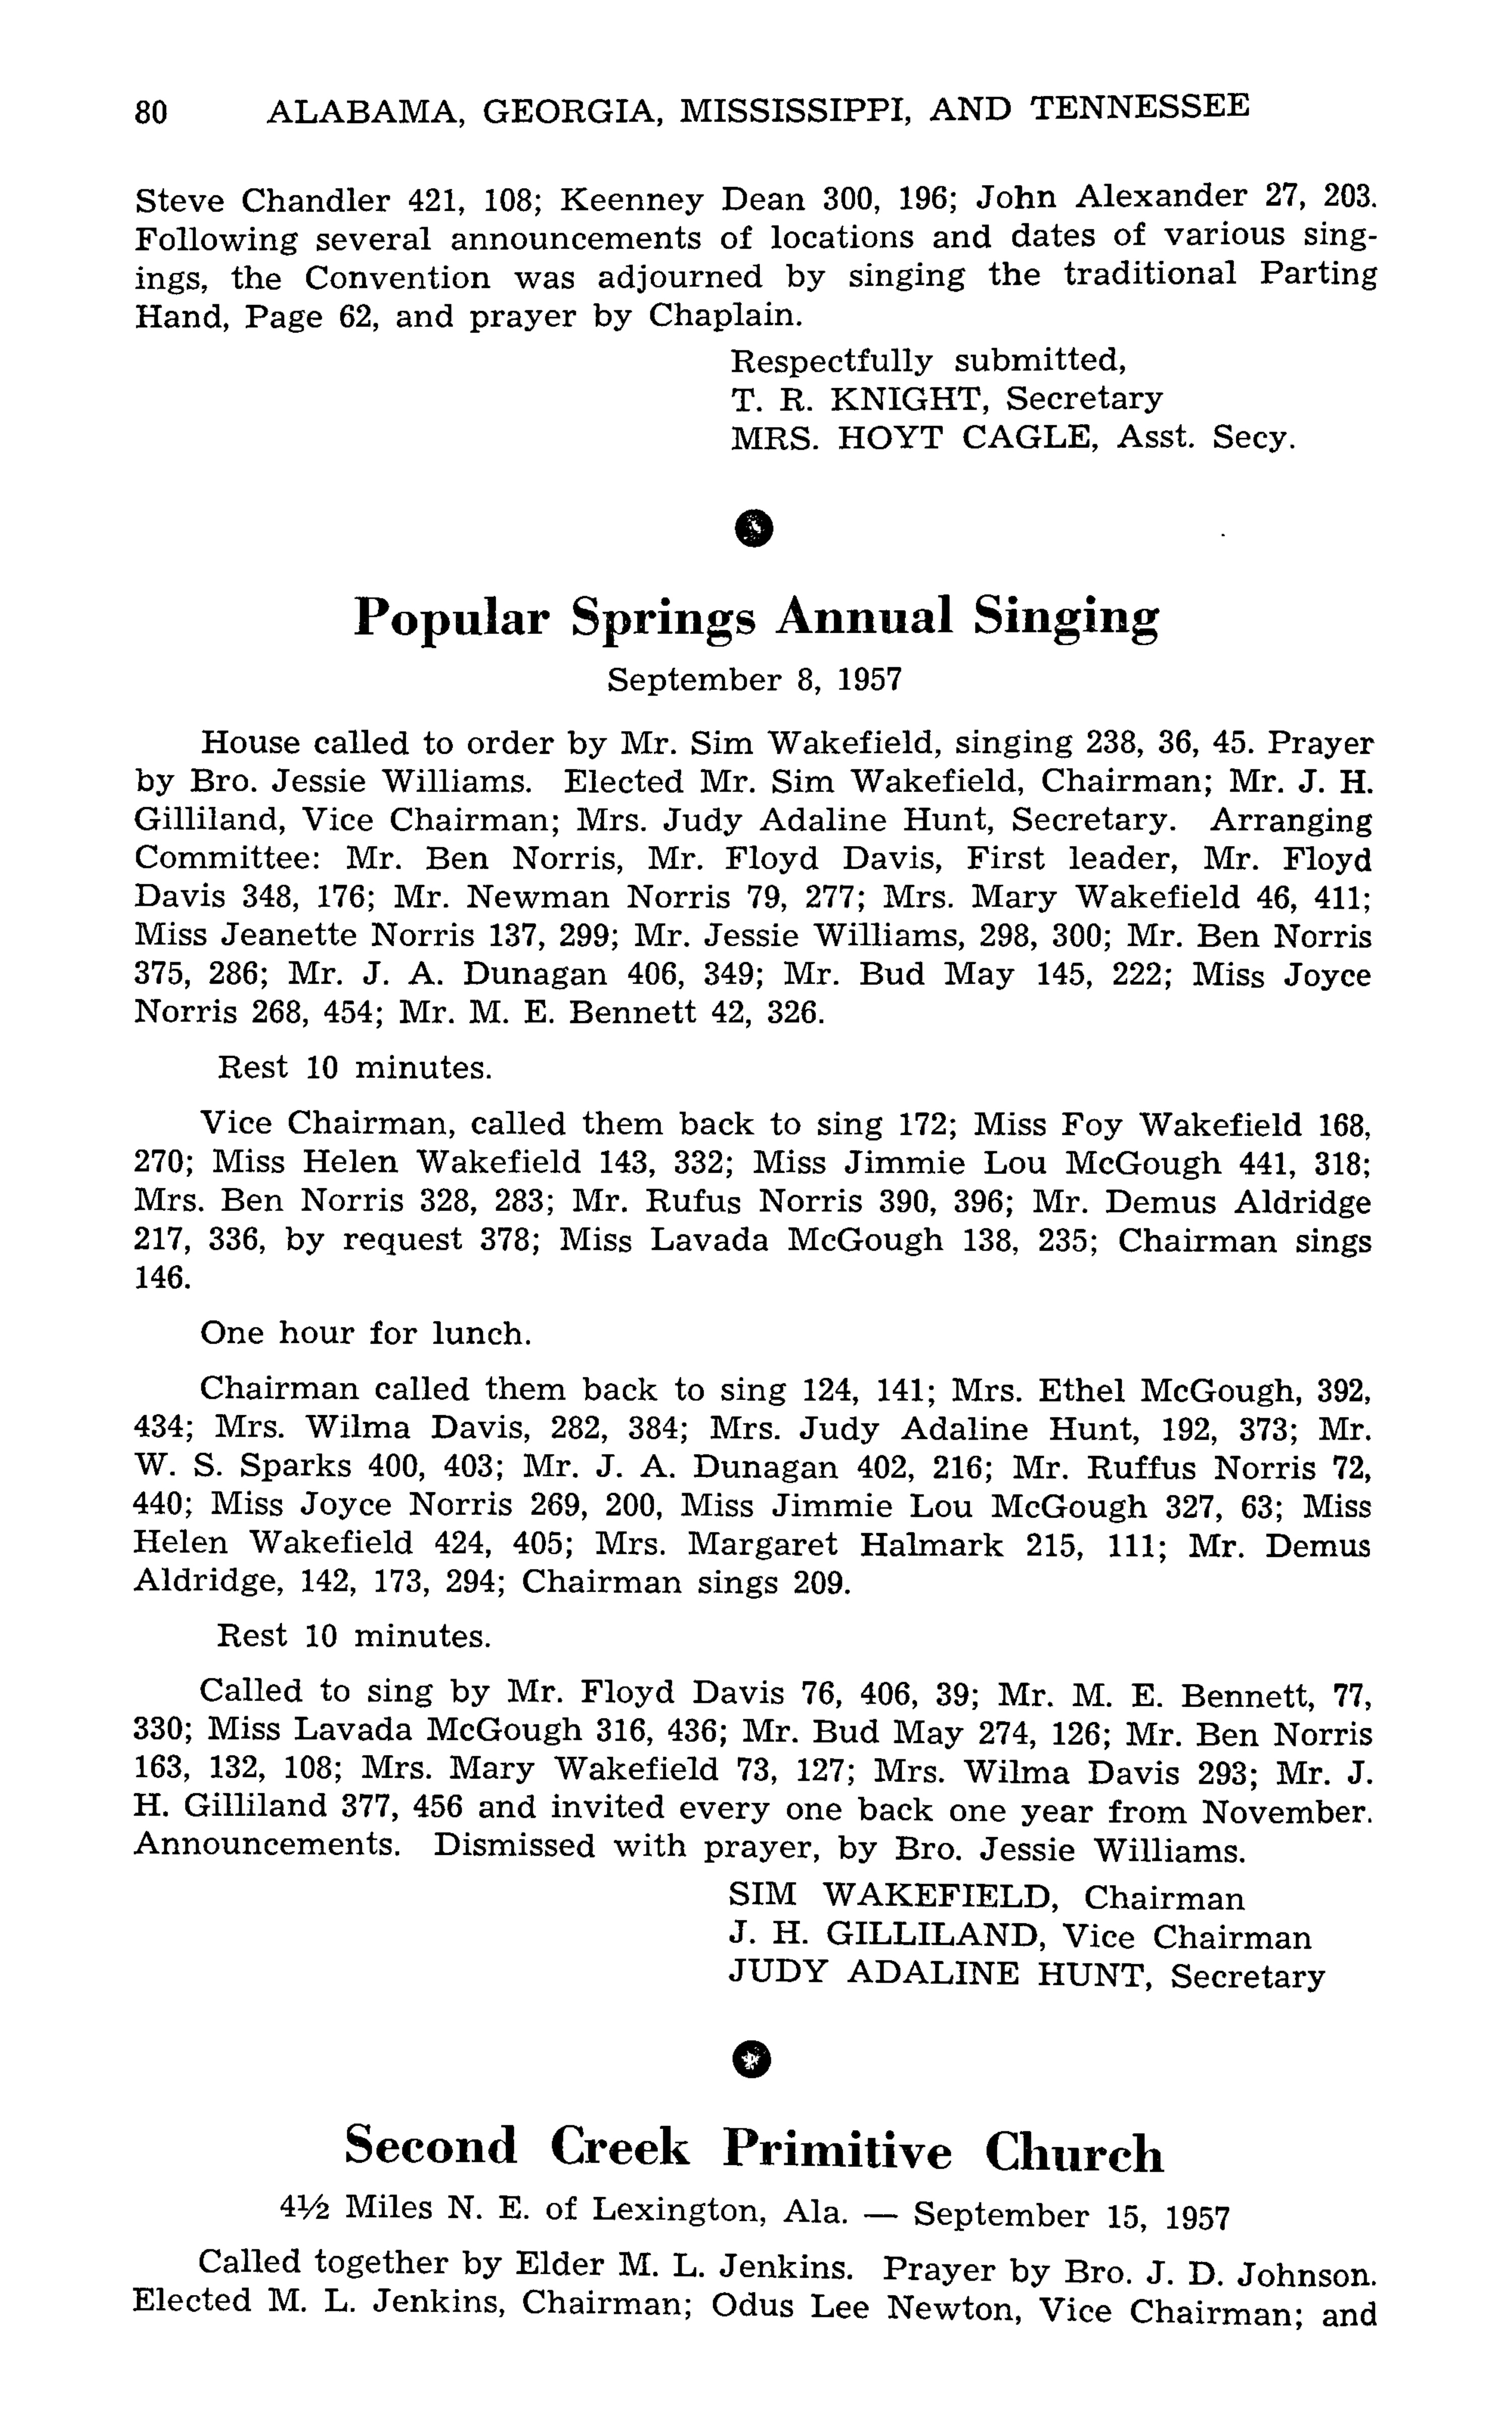 80 ALABAMA, GEORGIA, MISSISSIPPI, AND TENNESSEE
Steve Chandler 421, 108; Keenney Dean 300, 196; John Alexander 27, 203.
Following several announcements of locations and dates of various sing-
ings, the Convention was adjourned by singing the traditional Parting
Hand, Page 62, and prayer by Chaplain.
Respectfully submitted,
T. R. KNIGHT, Secretary
MRS. HOYT CAGLE, Asst. Secy.
Popular Springs Annual Singing
September 8, 1957
House called to order by Mr. Sim Wakefield, singing 238, 36, 45. Prayer
by Bro. Jessie Williams. Elected Mr. Sim Wakefield, Chairman; Mr. J. H.
Gilliland, Vice Chairman; Mrs. Judy Adaline Hunt, Secretary. Arranging
Committee: Mr. Ben Norris, Mr. Floyd Davis, First leader, Mr. Floyd
Davis 348, 176; Mr. Newman Norris 79, 277; Mrs. Mary Wakefield 46, 411;
Miss Jeanette Norris 137, 299; Mr. Jessie Williams, 298, 300; Mr. Ben Norris
375, 286; Mr. J. A. Dunagan 406, 349; Mr. Bud May 145, 222; Miss Joyce
Norris 268, 454; Mr. M. E. Bennett 42, 326.
Rest 10 minutes.
Vice Chairman, called them back to sing 172; Miss Foy Wakefield 168,
270; Miss Helen Wakefield 143, 332; Miss Jimmie Lou McGough 441, 318;
Mrs. Ben Norris 328, 283; Mr. Rufus Norris 390, 396; Mr. Demus Aldridge
217, 336, by request 378; Miss Lavada McGough 138, 235; Chairman sings
146.
One hour for lunch.
Chairman called them back to sing 124, 141; Mrs. Ethel McGough, 392,
434; Mrs. Wilma Davis, 282, 384; Mrs. Judy Adaline Hunt, 192, 373; Mr.
W. S. Sparks 400, 403; Mr. J. A. Dunagan 402, 216; Mr. Ruffus Norris 72,
440; Miss Joyce Norris 269, 200, Miss Jimmie Lou McGough 327, 63; Miss
Helen Wakefield 424, 405; Mrs. Margaret Halmark 215, 111; Mr. Demus
Aldridge, 142, 173, 294; Chairman sings 209.
Rest 10 minutes.
Called to sing by Mr. Floyd Davis 76, 406, 39; Mr. M. E. Bennett, 77,
330; Miss Lavada McGough 316, 436; Mr. Bud May 274, 126; Mr. Ben Norris
163, 132, 108; Mrs. Mary Wakefield 73, 127; Mrs. Wilma Davis 293; Mr. J.
H. Gilliland 377, 456 and invited every one back one year from November.
Announcements. Dismissed with prayer, by Bro. Jessie Williams.
SIM WAKEFIELD, Chairman
J. H. GILLILAND, Vice Chairman
JUDY ADALINE HUNT, Secretary
Second Creek Primitive Church
4½ Miles N. E. of Lexington, Ala. — September 15, 1957
Called together by Elder M. L. Jenkins. Prayer by Bro. J. D. Johnson.
Elected M. L. Jenkins, Chairman; Odus Lee Newton, Vice Chairman; and